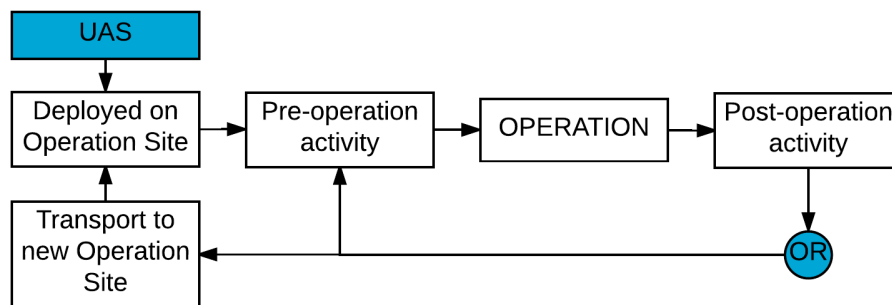 UAS
Deployed on
Operation Site
Pre-operation
activity
OPERATION
Post-operation
activity
Transport to
new Operation
Site
OR